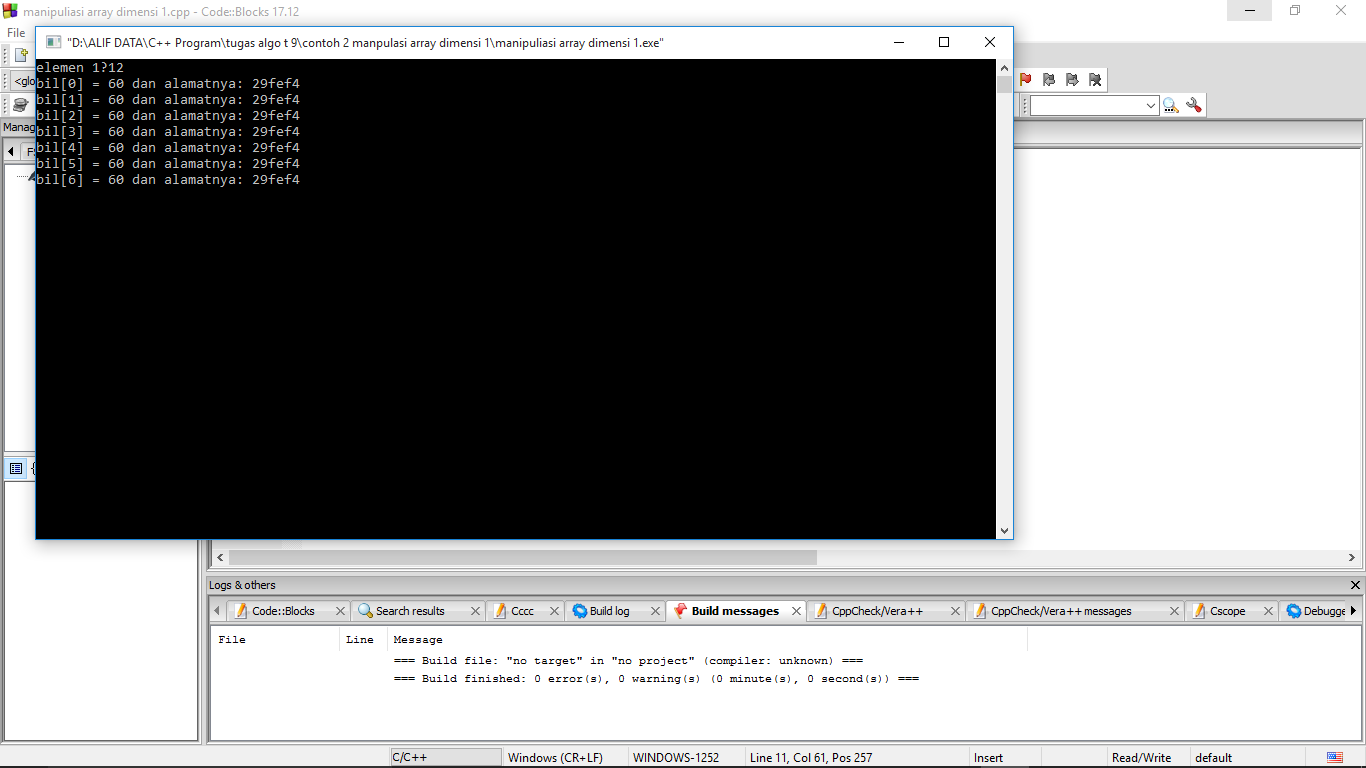 manipuliasi array dimensi 1.cpp - Code::Blocks 17.12
File
"D:\ALIF DATA\C++ Program\tugas algo t 9\contoh 2 manpulasi array dimensi 1\manipuliasi array dimensi 1.exe"
elemen 1?12
bil[0] = 60 dan alamatnya: 29fef4
bil[1] = 60 dan alamatnya: 29fef4
bil[2] = 60 dan alamatnya: 29fef4
bil[3] = 60 dan alamatnya: 29fef4
bil[4] = 60 dan alamatnya: 29fef4
bil[5] = 60 dan alamatnya: 29fef4
bil[6] = 60 dan alamatnya: 29fef4
<glo
Manag
F
{
Logs & others
Code::Blocks Search results Cccc Build log Build messages CppCheck/Vera++ CppCheck/Vera++ messages Cscope Debugge
File Line Message
=== Build file: "no target" in "no project" (compiler: unknown) ===
=== Build finished: 0 error(s), 0 warning(s) (0 minute(s), 0 second(s)) ===
C/C++ Windows (CR+LF) WINDOWS-1252 Line 11, Col 61, Pos 257 Insert Read/Write default